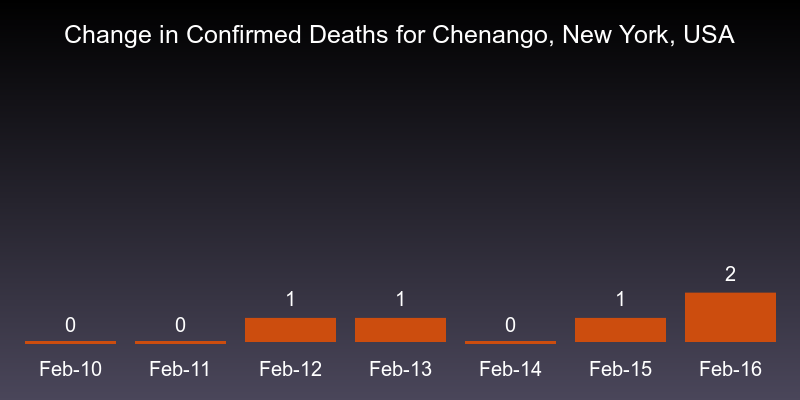 Change in Confirmed Deaths for Chenango, New York, USA
0 0 1 1 0 1 2
Feb-10 Feb-11 Feb-12 Feb-13 Feb-14 Feb-15 Feb-16